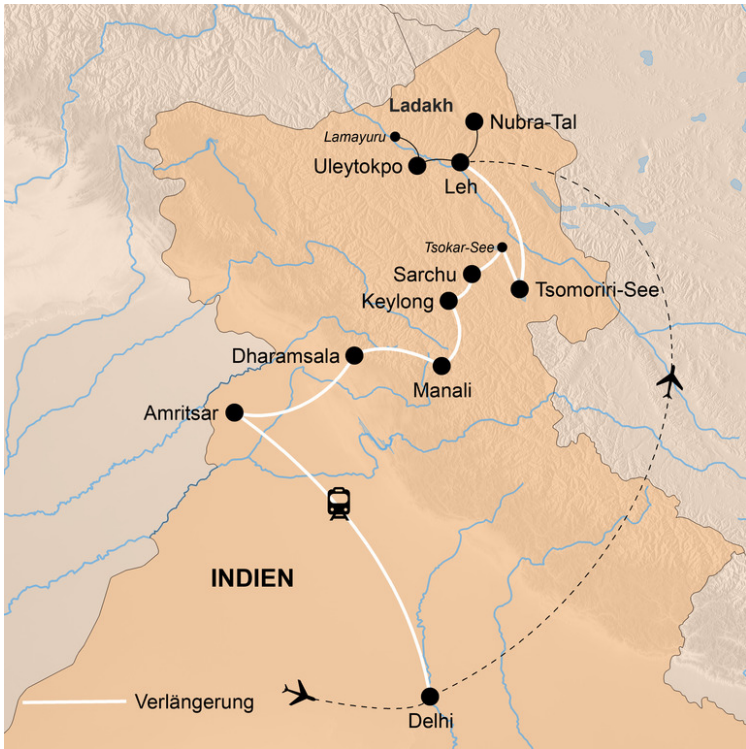 Ladakh
Nubra-Tal
Lamayuru
Uleytokpo
Leh
Tsokar-See
Sarchu
Tsomoriri-See
Keylong
Dharamsala
Manali
Amritsar
INDIEN
Verlängerung
Delhi